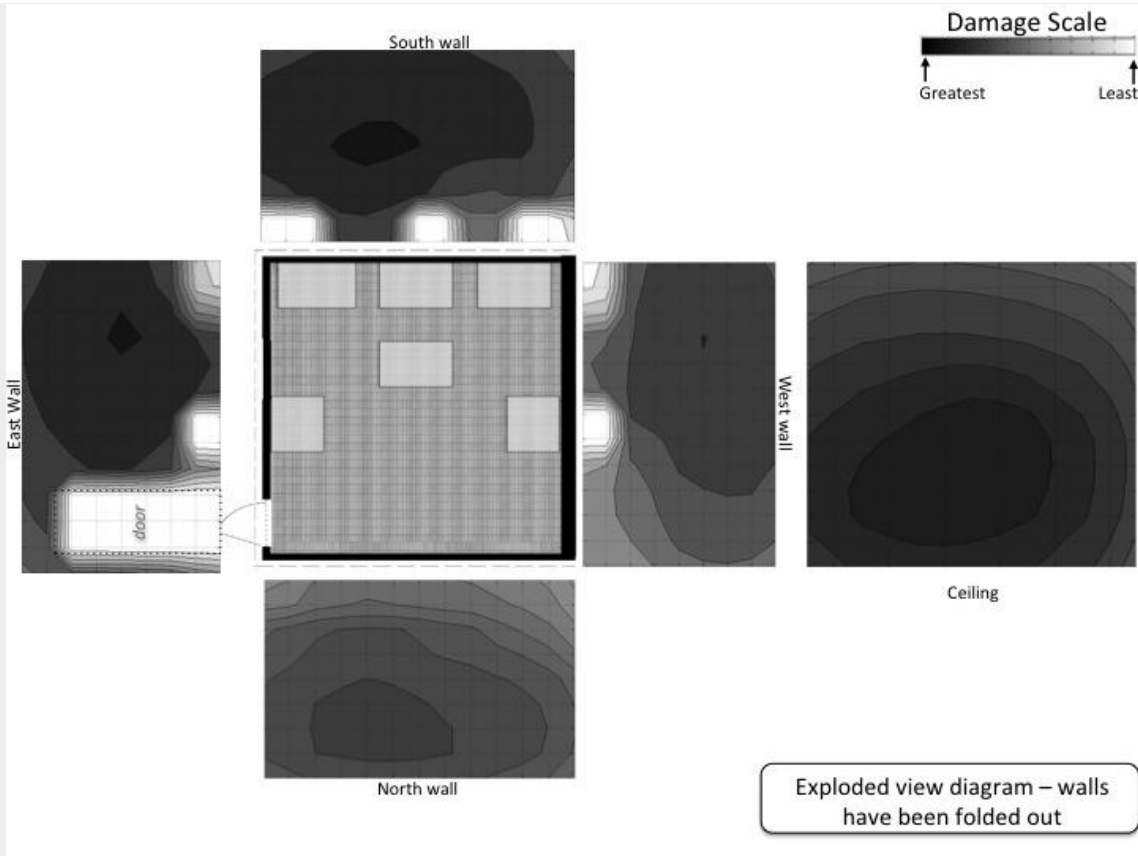 Damage Scale
Greatest
Least
South wall
East Wall
West wall
door
Ceiling
North wall
Exploded view diagram – walls
have been folded out